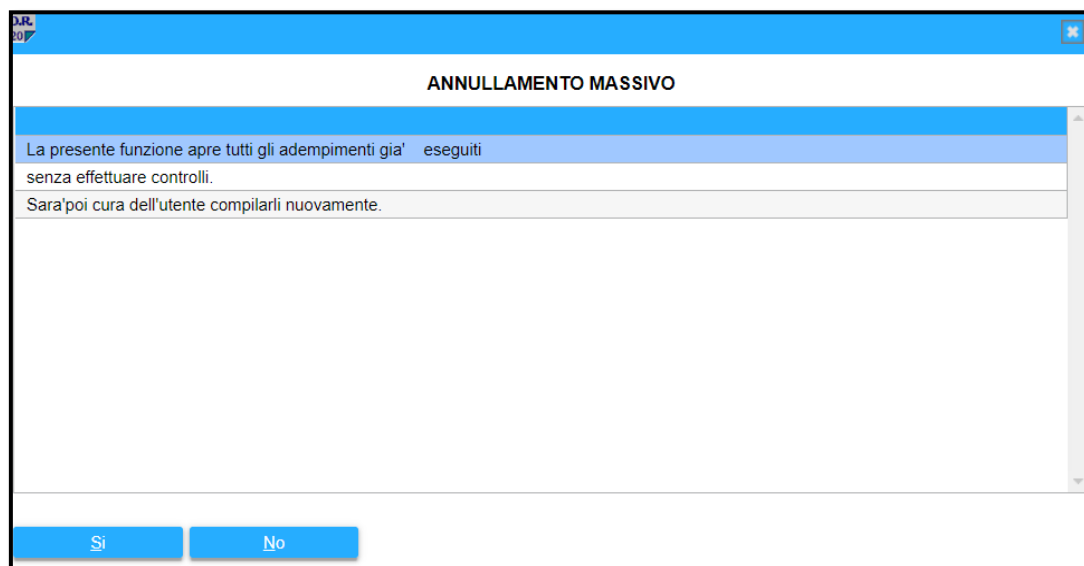 D.R.
20
ANNULLAMENTO MASSIVO
La presente funzione apre tutti gli adempimenti gia' eseguiti
senza effettuare controlli.
Sara'poi cura dell'utente compilarli nuovamente.
Si No